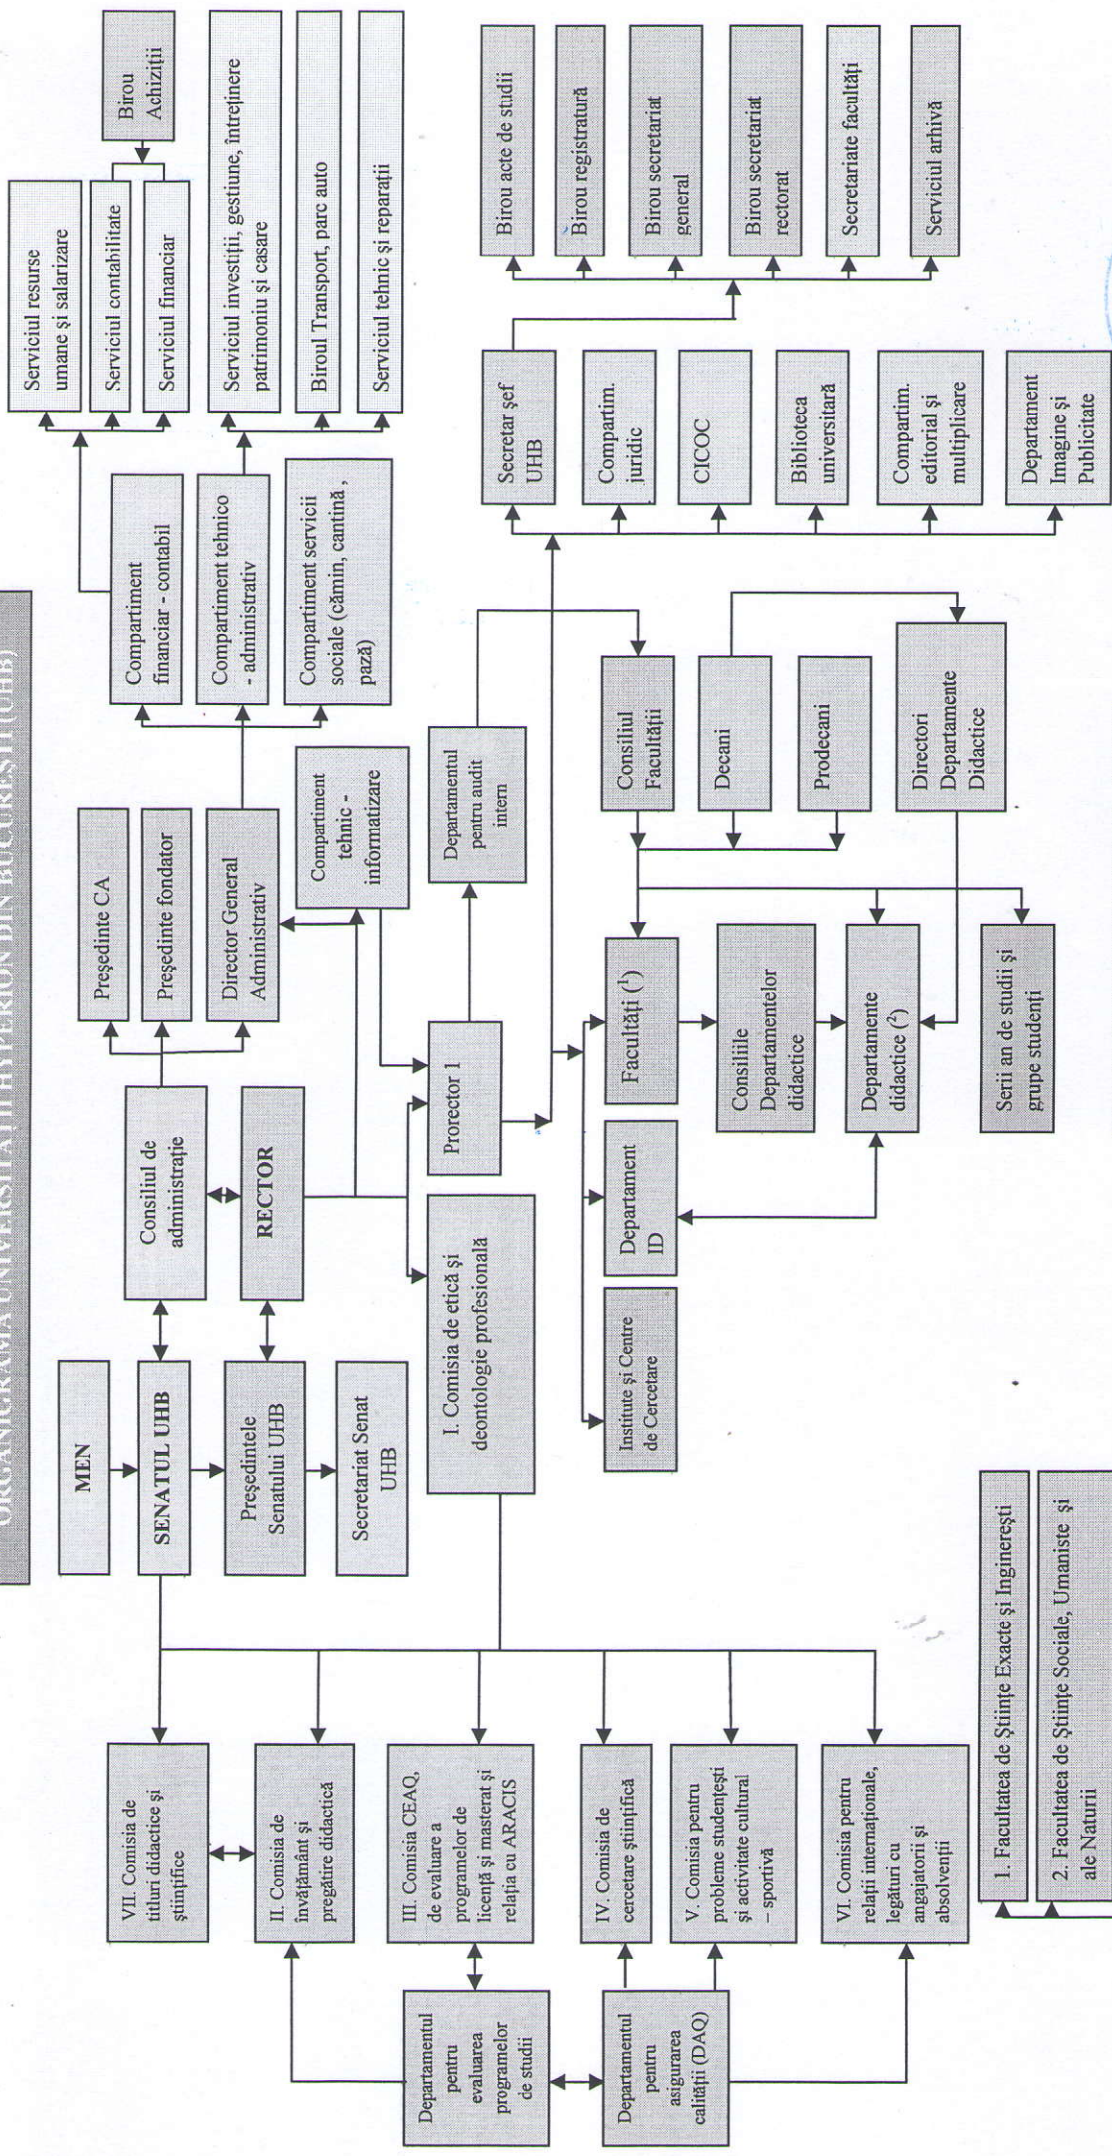 ORGANIGRAMA UNIVERSITĂȚII HYPERION DIN BUCUREȘTI (UHB)
MEN
SENATUL UHB
Președintele
Senatului UHB
Secretariat Senat
UHB
Consiliul de
administrație
RECTOR
Președinte CA
Președinte fondator
Director General
Administrativ
Compartiment
tehnic -
informatizare
Compartiment
financiar - contabil
Compartiment tehnico
- administrativ
Compartiment servicii
sociale (cămin, cantină ,
pază)
Serviciul resurse
umane și salarizare
Serviciul contabilitate
Serviciul financiar
Birou
Achiziții
Serviciul investiții, gestiune, întreținere
patrimoniu și casare
Biroul Transport, parc auto
Serviciul tehnic și reparații
I. Comisia de etică și
deontologie profesională
Prorector 1
Departamentul
pentru audit
intern
VII. Comisia de
titluri didactice și
științifice
II. Comisia de
învățământ și
pregătire didactică
III. Comisia CEAQ,
de evaluare a
programelor de
licență și masterat și
relația cu ARACIS
IV. Comisia de
cercetare științifică
V. Comisia pentru
probleme studențești
și activitate cultural
– sportivă
VI. Comisia pentru
relații internaționale,
legături cu
angajatorii și
absolvenții
Departamentul
pentru
evaluarea
programelor
de studii
Departamentul
pentru
asigurarea
calității (DAQ)
Institute și Centre
de Cercetare
Departament
ID
Facultăți (¹)
Consiliile
Departamentelor
didactice
Departamente
didactice (²)
Serii an de studii și
grupe studenți
Consiliul
Facultății
Decani
Prodecani
Directori
Departamente
Didactice
Secretar șef
UHB
Compartim.
juridic
CICOC
Biblioteca
universitară
Compartim.
editorial și
multiplicare
Departament
Imagine și
Publicitate
Birou acte de studii
Birou registratură
Birou secretariat
general
Birou secretariat
rectorat
Secretariate facultăți
Serviciul arhivă
1. Facultatea de Științe Exacte și Inginerești
2. Facultatea de Științe Sociale, Umaniste și
ale Naturii